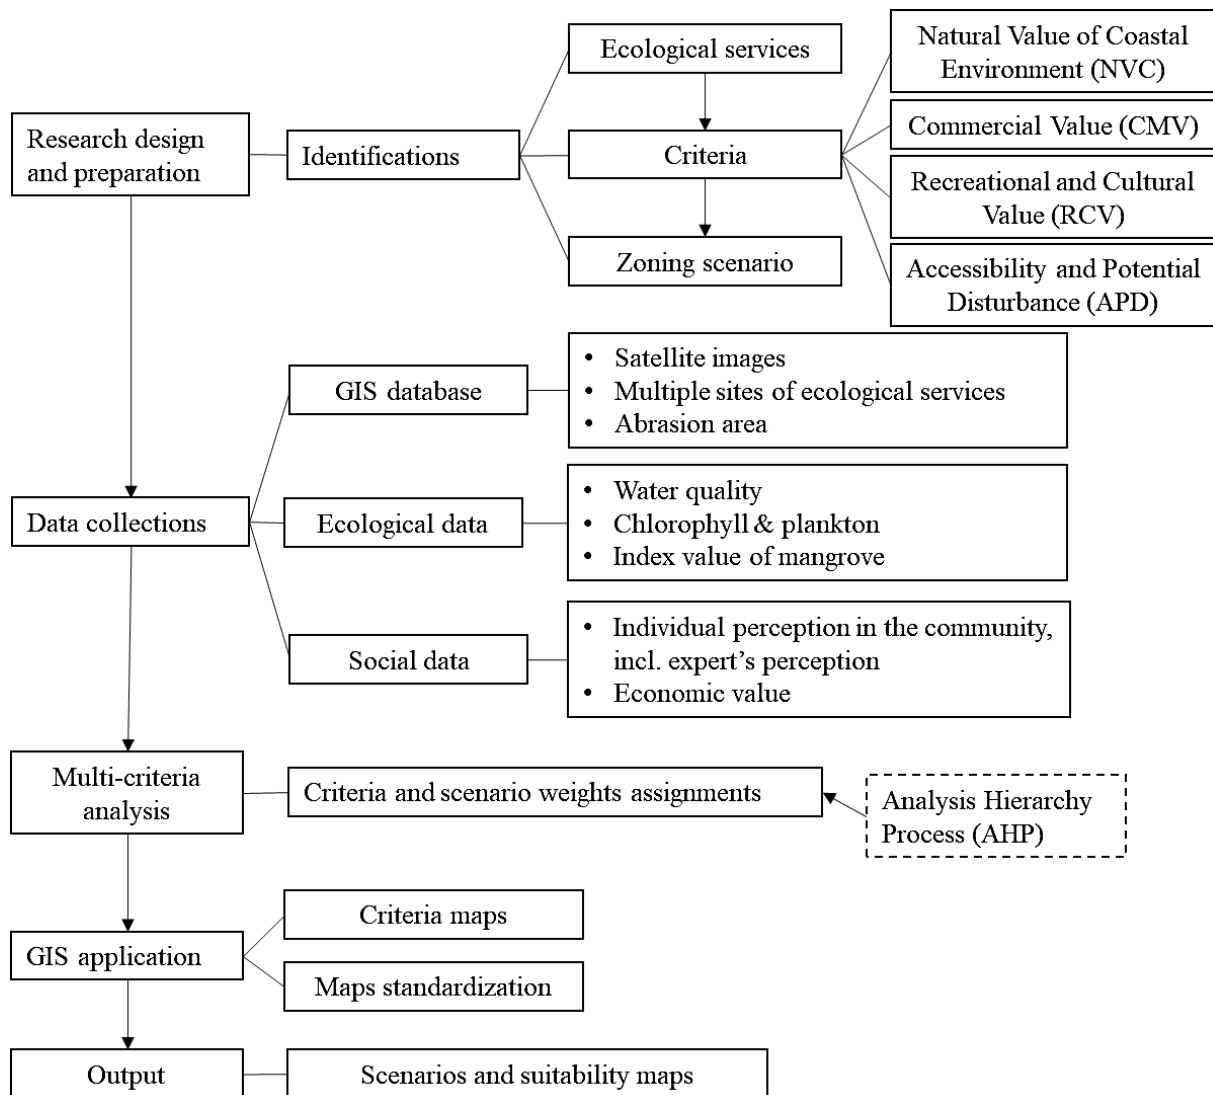 Research design
and preparation
Identifications
Ecological services
Criteria
Zoning scenario
Natural Value of Coastal
Environment (NVC)
Commercial Value (CMV)
Recreational and Cultural
Value (RCV)
Accessibility and Potential
Disturbance (APD)
Data collections
GIS database
• Satellite images
• Multiple sites of ecological services
• Abrasion area
Ecological data
• Water quality
• Chlorophyll & plankton
• Index value of mangrove
Social data
• Individual perception in the community,
incl. expert’s perception
• Economic value
Multi-criteria
analysis
Criteria and scenario weights assignments
Analysis Hierarchy
Process (AHP)
GIS application
Criteria maps
Maps standardization
Output
Scenarios and suitability maps